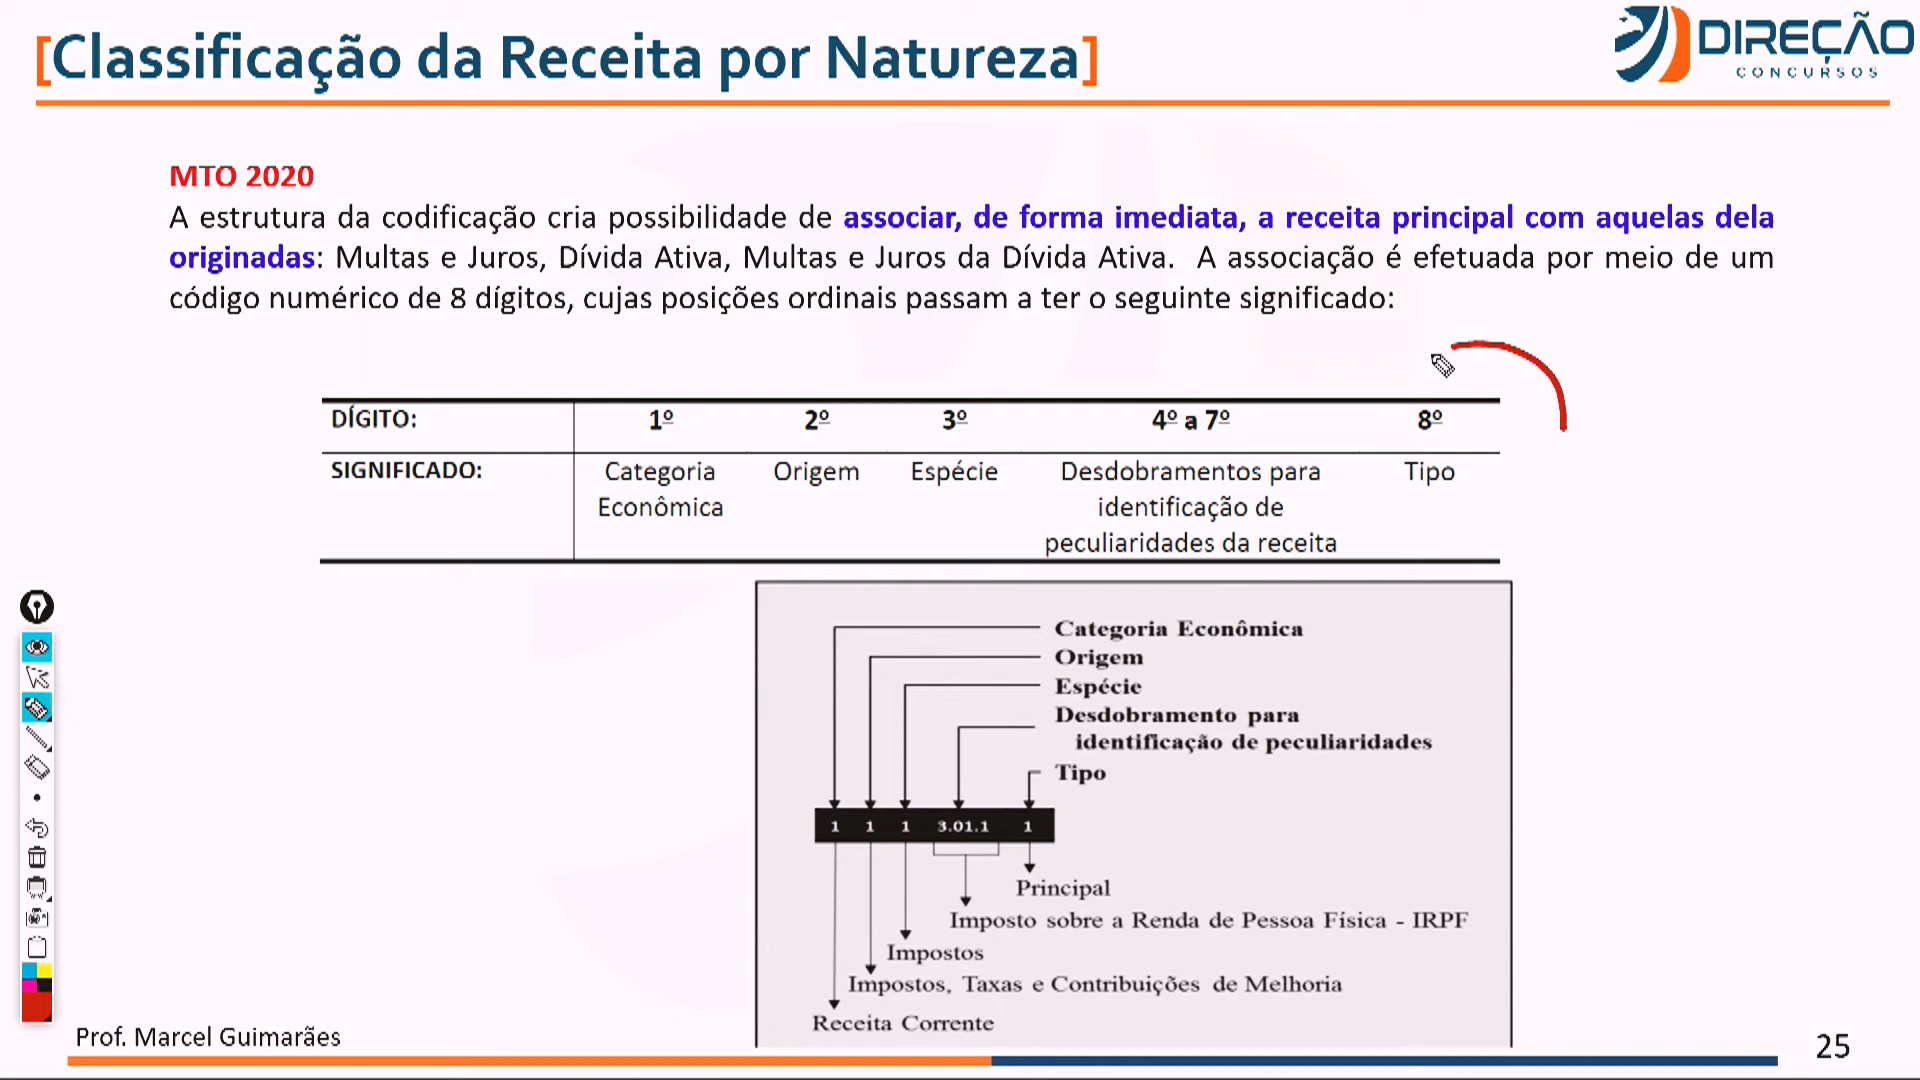 [Classificação da Receita por Natureza]
DIREÇÃO
CONCURSOS
MTO 2020
A estrutura da codificação cria possibilidade de associar, de forma imediata, a receita principal com aquelas dela
originadas: Multas e Juros, Dívida Ativa, Multas e Juros da Dívida Ativa. A associação é efetuada por meio de um
código numérico de 8 dígitos, cujas posições ordinais passam a ter o seguinte significado:
DÍGITO: 1º 2º 3º 4º a 7º 8º
SIGNIFICADO: Categoria Origem Espécie Desdobramentos para Tipo
Econômica identificação de
peculiaridades da receita
Categoria Econômica
Origem
Espécie
Desdobramento para
identificação de peculiaridades
Tipo
1 1 1 3.01.1 1
Principal
Imposto sobre a Renda de Pessoa Física - IRPF
Impostos
Impostos, Taxas e Contribuições de Melhoria
Receita Corrente
Prof. Marcel Guimarães
25